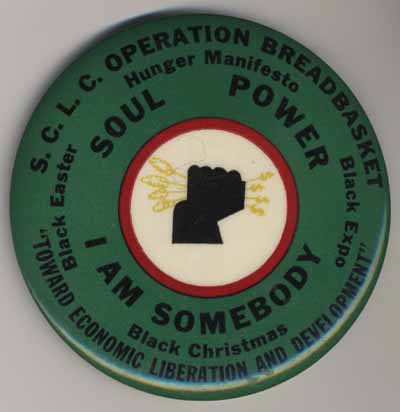 S. C. L. C. OPERATION BREADBASKET
Hunger Manifesto
SOUL POWER
Black Easter
Black Expo
I AM SOMEBODY
Black Christmas
"TOWARD ECONOMIC LIBERATION AND DEVELOPMENT"